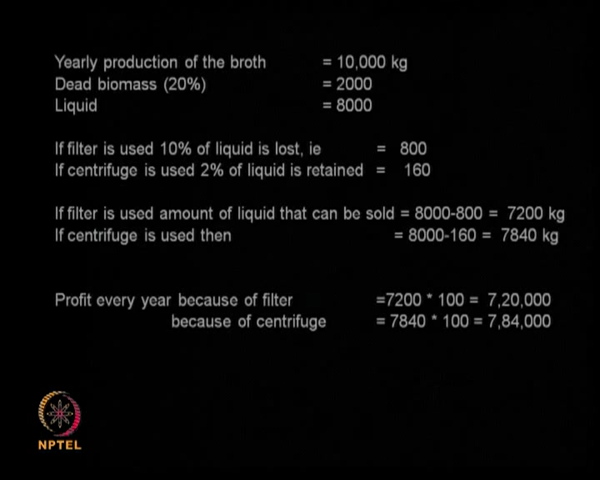 Yearly production of the broth = 10,000 kg
Dead biomass (20%) = 2000
Liquid = 8000
If filter is used 10% of liquid is lost, ie = 800
If centrifuge is used 2% of liquid is retained = 160
If filter is used amount of liquid that can be sold = 8000-800 = 7200 kg
If centrifuge is used then = 8000-160 = 7840 kg
Profit every year because of filter =7200 * 100 = 7,20,000
because of centrifuge = 7840 * 100 = 7,84,000
NPTEL